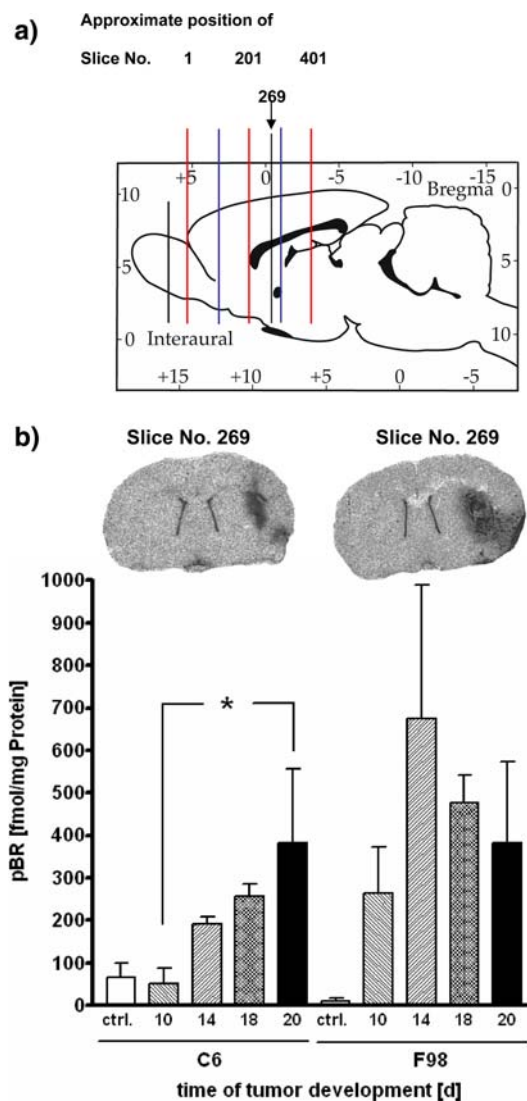 a)
Approximate position of
Slice No. 1 201 401
269
+5 0 -5 -10 -15
+10 Bregma 0
5 5
-0 Interaural 10
+15 +10 +5 0 -5
b)
Slice No. 269 Slice No. 269
1000
900
800
700
600
500
400
300
200
100
0
pBR [fmol/mg Protein]
*
ctrl. 10 14 18 20 ctrl. 10 14 18 20
C6 F98
time of tumor development [d]